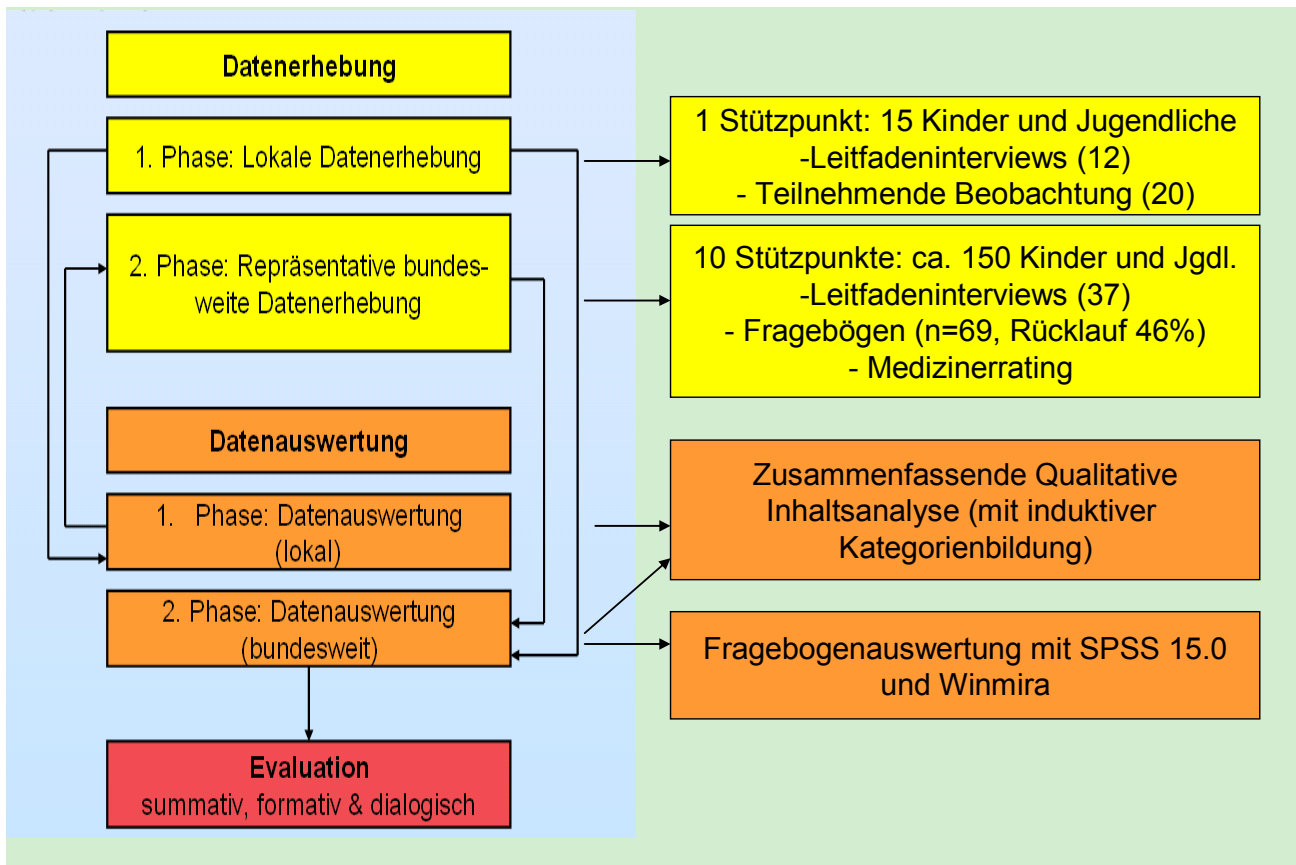 Datenerhebung
1. Phase: Lokale Datenerhebung
2. Phase: Repräsentative bundes-
weite Datenerhebung
Datenauswertung
1. Phase: Datenauswertung
(lokal)
2. Phase: Datenauswertung
(bundesweit)
Evaluation
summativ, formativ & dialogisch
1 Stützpunkt: 15 Kinder und Jugendliche
-Leitfadeninterviews (12)
- Teilnehmende Beobachtung (20)
10 Stützpunkte: ca. 150 Kinder und Jgdl.
-Leitfadeninterviews (37)
- Fragebögen (n=69, Rücklauf 46%)
- Medizinerrating
Zusammenfassende Qualitative
Inhaltsanalyse (mit induktiver
Kategorienbildung)
Fragebogenauswertung mit SPSS 15.0
und Winmira